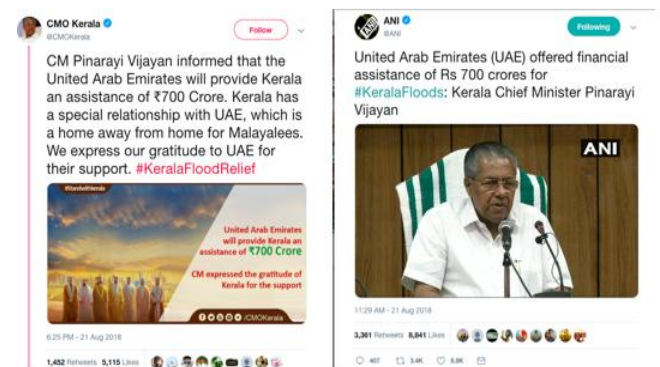 CMO Kerala
@CMOKerala
Follow
CM Pinarayi Vijayan informed that the
United Arab Emirates will provide Kerala
an assistance of ₹700 Crore. Kerala has
a special relationship with UAE, which is
a home away from home for Malayalees.
We express our gratitude to UAE for
their support. #KeralaFloodRelief
#StandwithKerala
United Arab Emirates
will provide Kerala an
assistance of ₹700 Crore
CM expressed the gratitude of
Kerala for the support
/CMOKerala
6:25 PM - 21 Aug 2018
1,452 Retweets 5,115 Likes
ANI
@ANI
Following
United Arab Emirates (UAE) offered financial
assistance of Rs 700 crores for
#KeralaFloods: Kerala Chief Minister Pinarayi
Vijayan
ANI
11:29 AM - 21 Aug 2018
3,361 Retweets 8,841 Likes
407 3.4K 8.8K